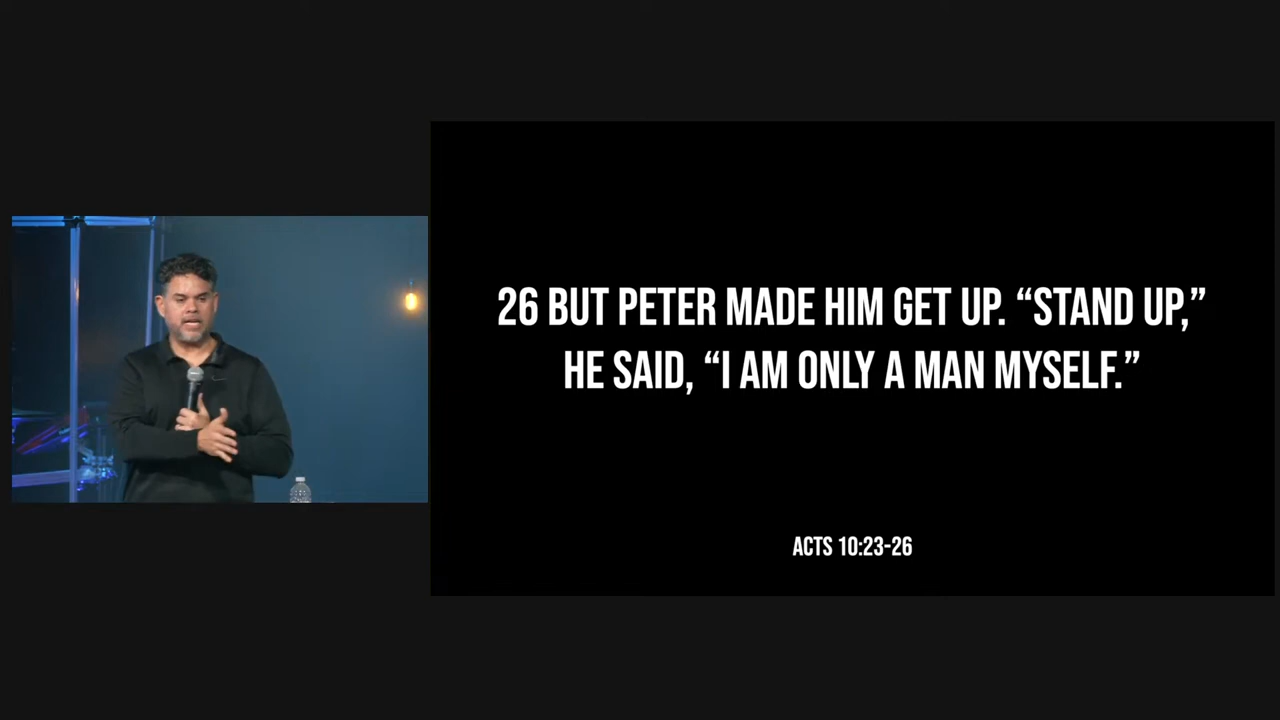 26 BUT PETER MADE HIM GET UP. “STAND UP,”
HE SAID, “I AM ONLY A MAN MYSELF.”
ACTS 10:23-26